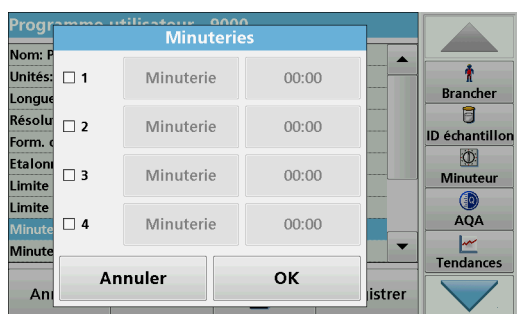 Programme utilisateur 9000
Minuteries
Nom: P
Unités:
Longue
Résolu
Form. d
Etalonn
Limite
Limite
Minute
Minute
1 Minuterie 00:00
2 Minuterie 00:00
3 Minuterie 00:00
4 Minuterie 00:00
Annuler OK
Ann
istrer
Brancher
ID échantillon
Minuteur
AQA
Tendances